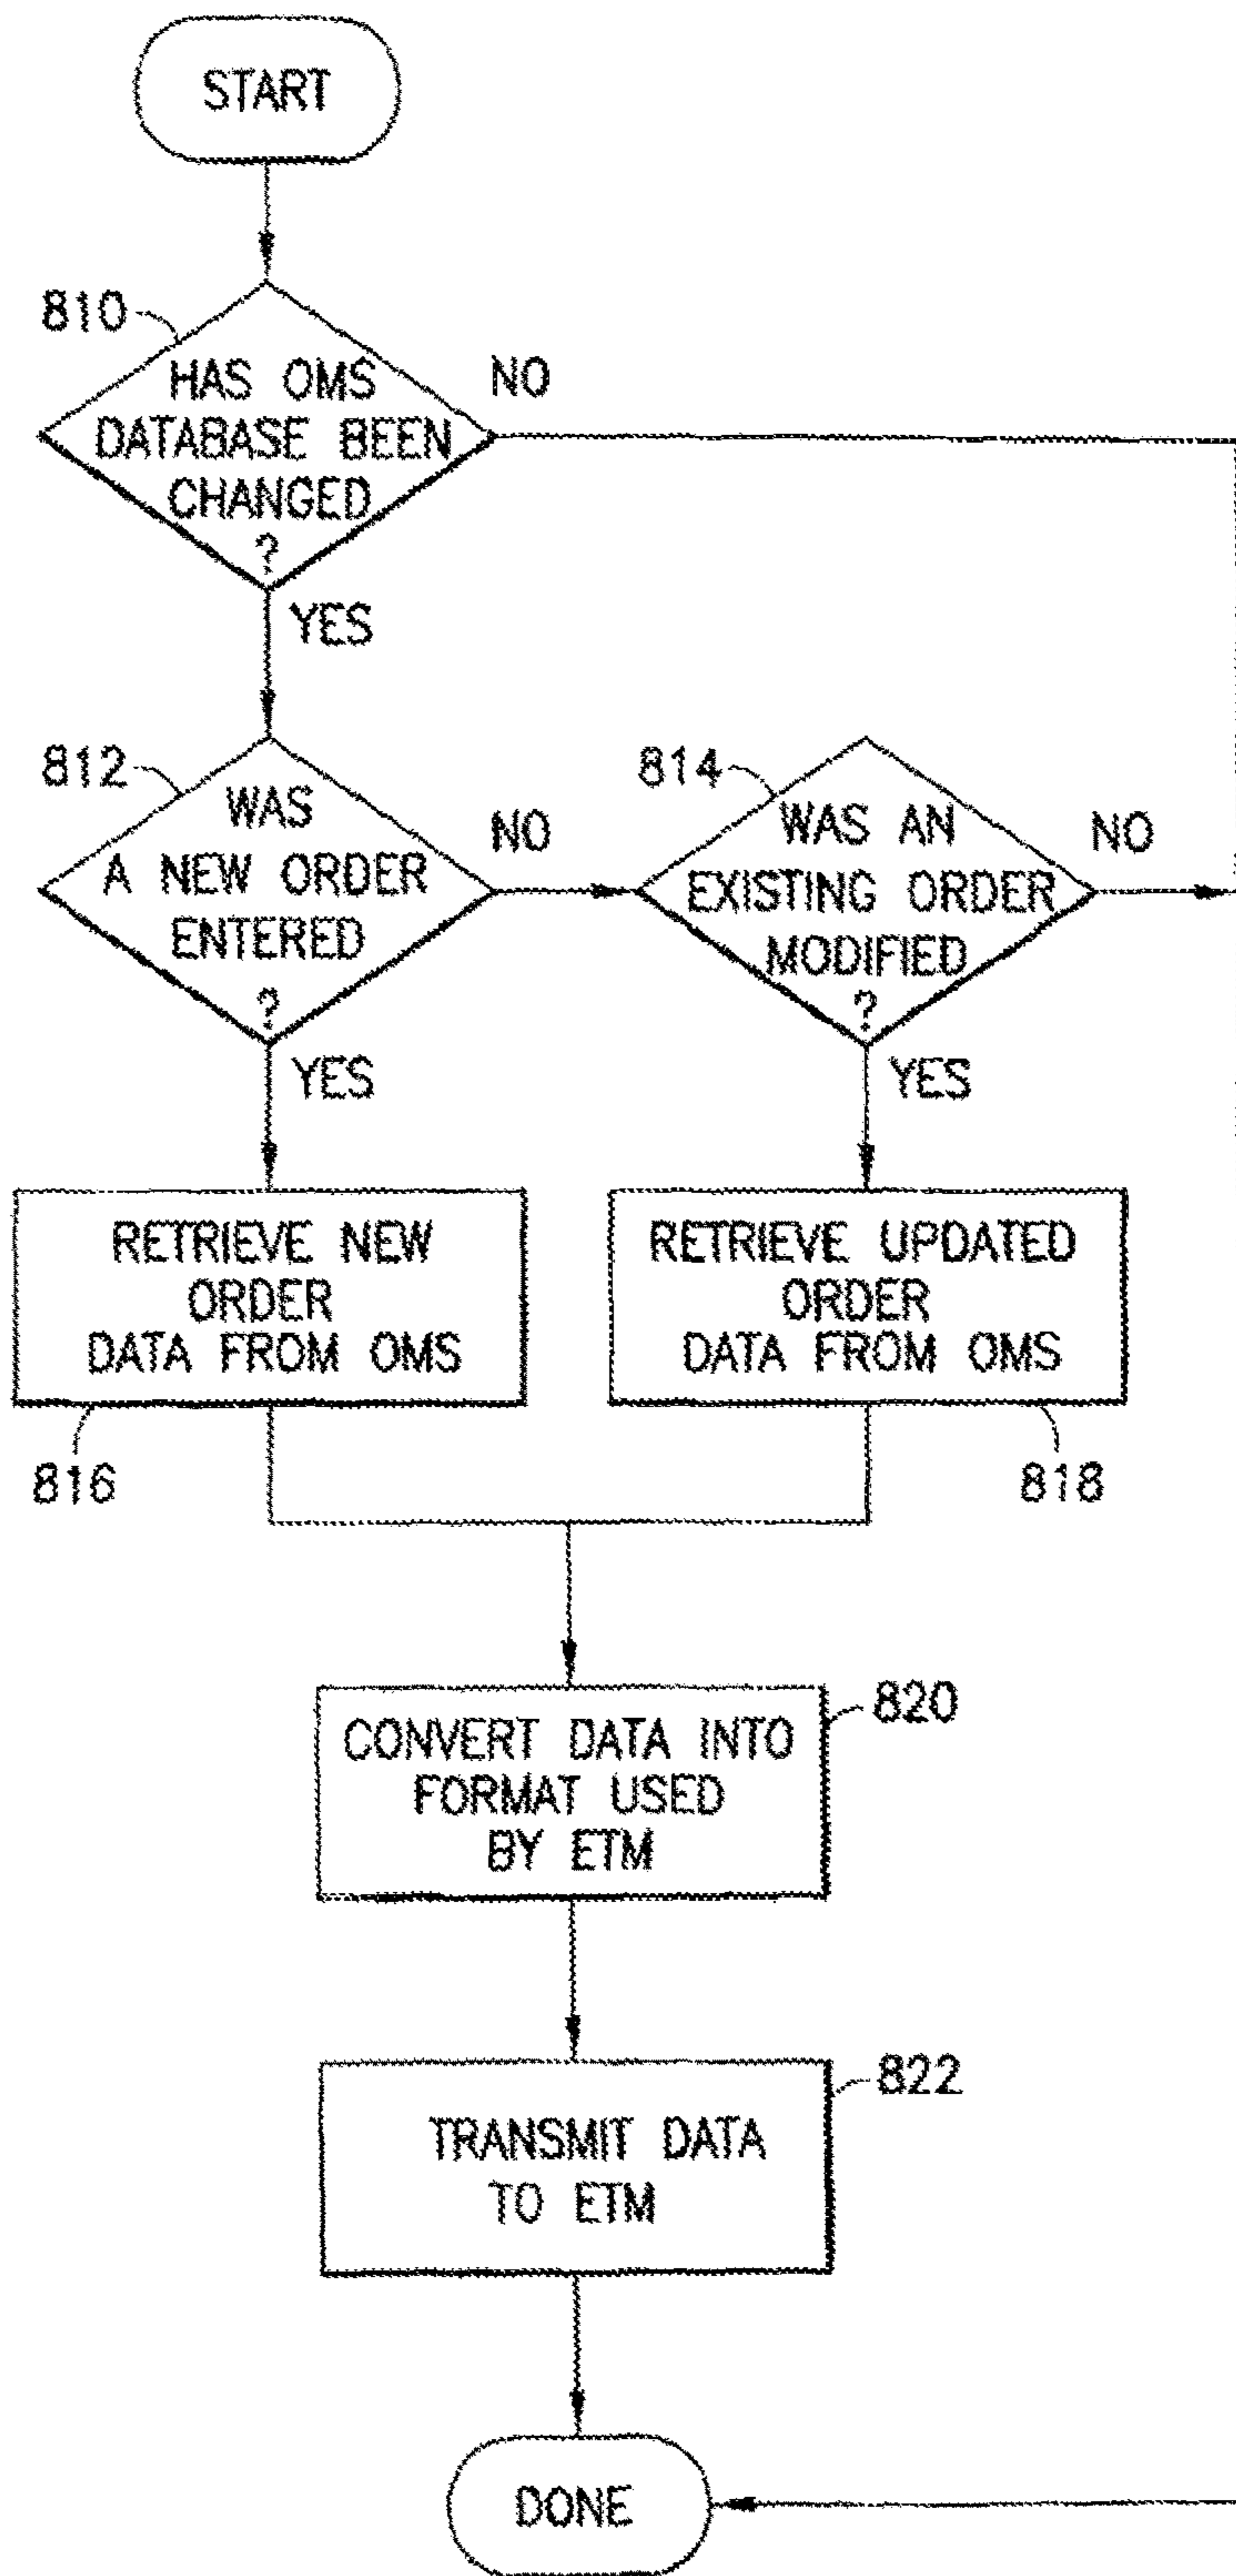 START
810
HAS OMS
DATABASE BEEN
CHANGED
?
NO
YES
812
WAS
A NEW ORDER
ENTERED
?
NO
YES
814
WAS AN
EXISTING ORDER
MODIFIED
?
NO
YES
RETRIEVE NEW
ORDER
DATA FROM OMS
816
RETRIEVE UPDATED
ORDER
DATA FROM OMS
818
CONVERT DATA INTO
FORMAT USED
BY ETM
820
TRANSMIT DATA
TO ETM
822
DONE